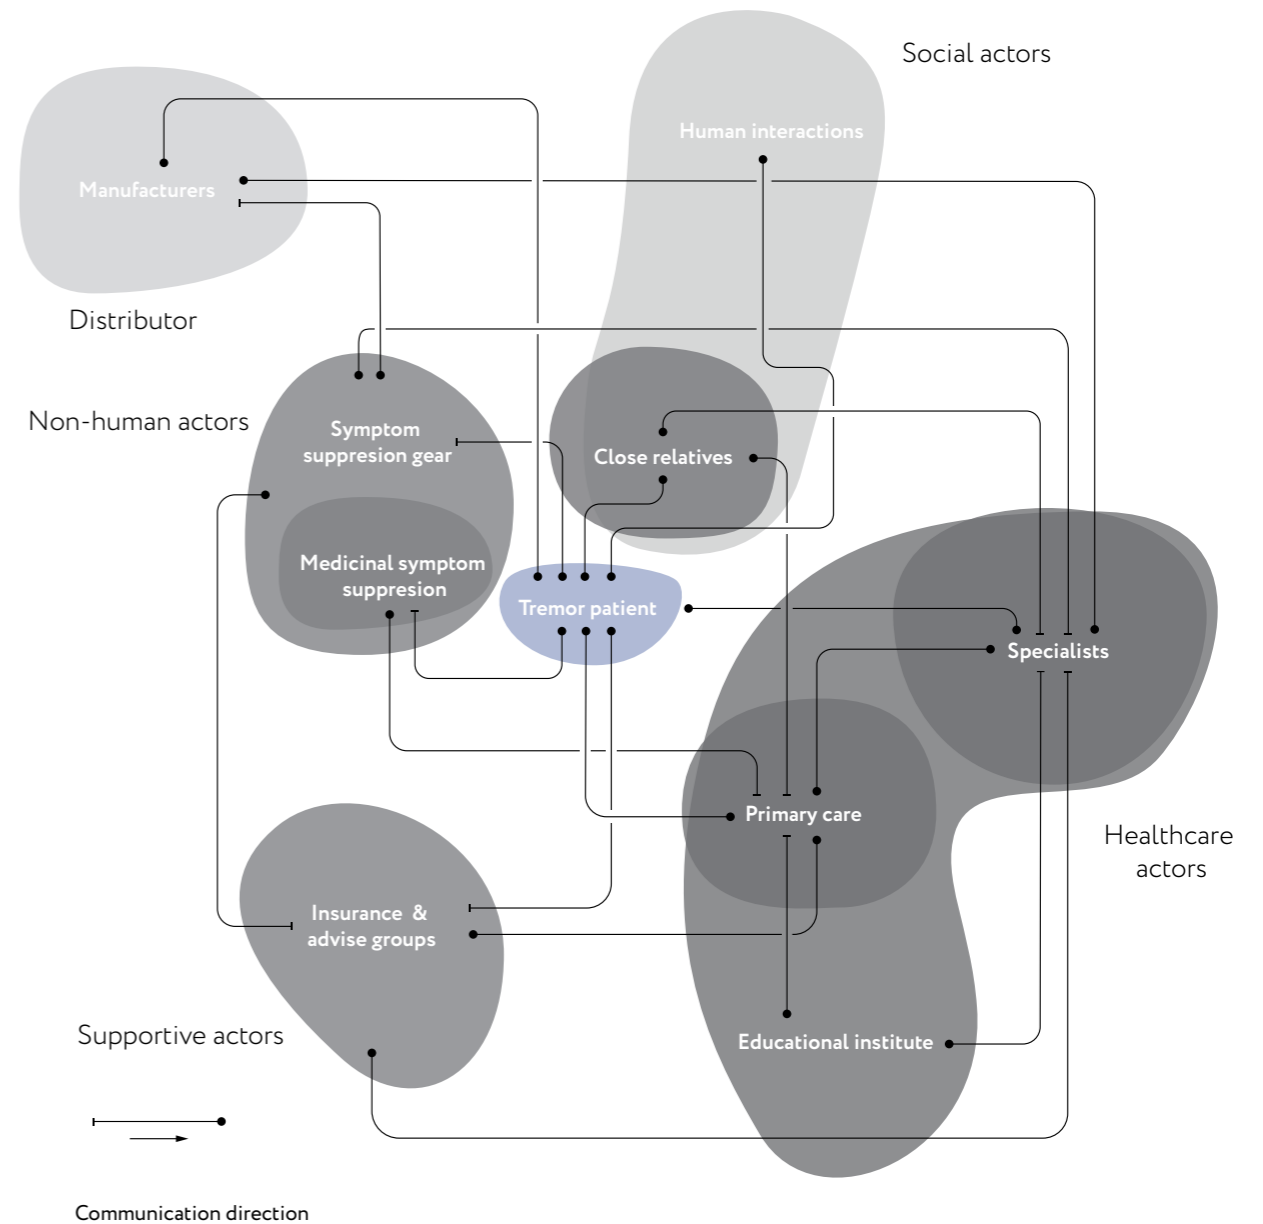 Social actors
Human interactions
Manufacturers
Distributor
Non-human actors
Symptom
suppresion gear
Close relatives
Medicinal symptom
suppresion
Tremor patient
Specialists
Primary care
Healthcare
actors
Insurance &
advise groups
Supportive actors
Educational institute
Communication direction